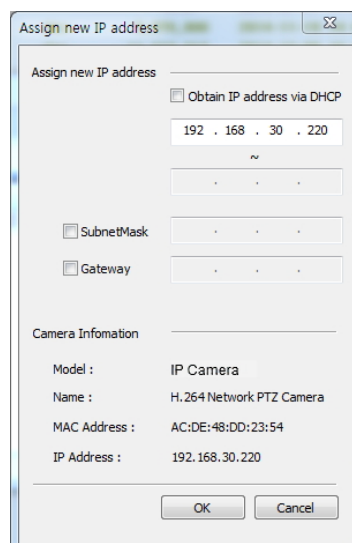 Assign new IP address
Assign new IP address
Obtain IP address via DHCP
192 . 168 . 30 . 220
~
. . .
SubnetMask . . .
Gateway . . .
Camera Infomation
Model : IP Camera
Name : H.264 Network PTZ Camera
MAC Address : AC:DE:48:DD:23:54
IP Address : 192.168.30.220
OK Cancel